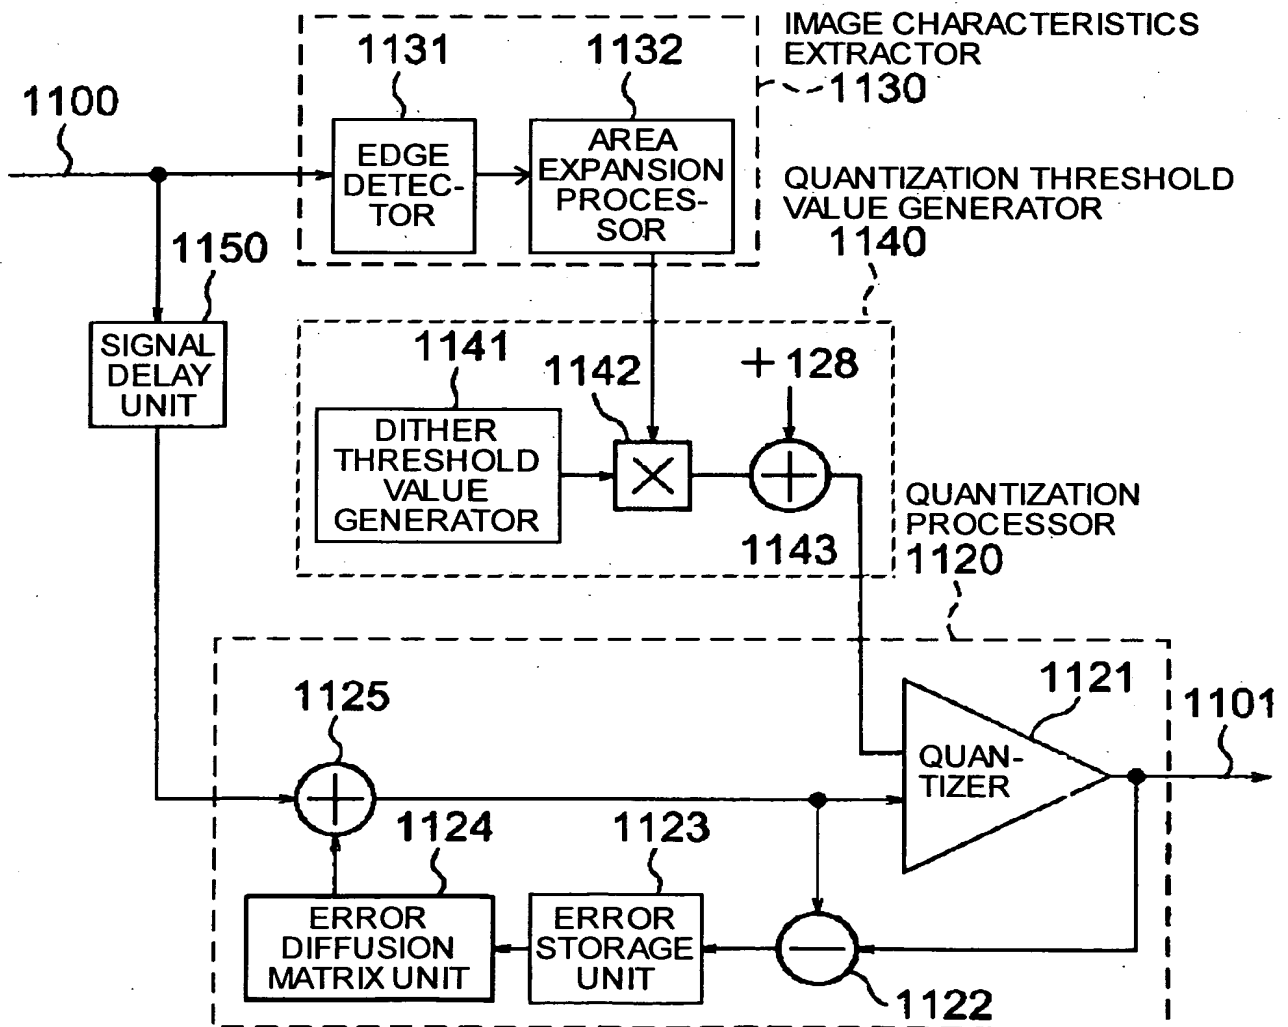 IMAGE CHARACTERISTICS
EXTRACTOR
1130
1131
1132
1100
EDGE
DETEC-
TOR
AREA
EXPANSION
PROCES-
SOR
QUANTIZATION THRESHOLD
VALUE GENERATOR
1140
1150
SIGNAL
DELAY
UNIT
1141
1142
+128
DITHER
THRESHOLD
VALUE
GENERATOR
×
+
1143
QUANTIZATION
PROCESSOR
1120
1125
1121
1101
+
QUAN-
TIZER
1124
1123
ERROR
DIFFUSION
MATRIX UNIT
ERROR
STORAGE
UNIT
−
1122